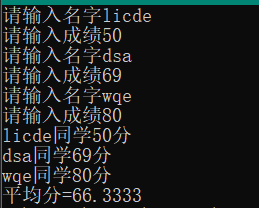 请输入名字licde
请输入成绩50
请输入名字dsa
请输入成绩69
请输入名字wqe
请输入成绩80
licde同学50分
dsa同学69分
wqe同学80分
平均分=66.3333